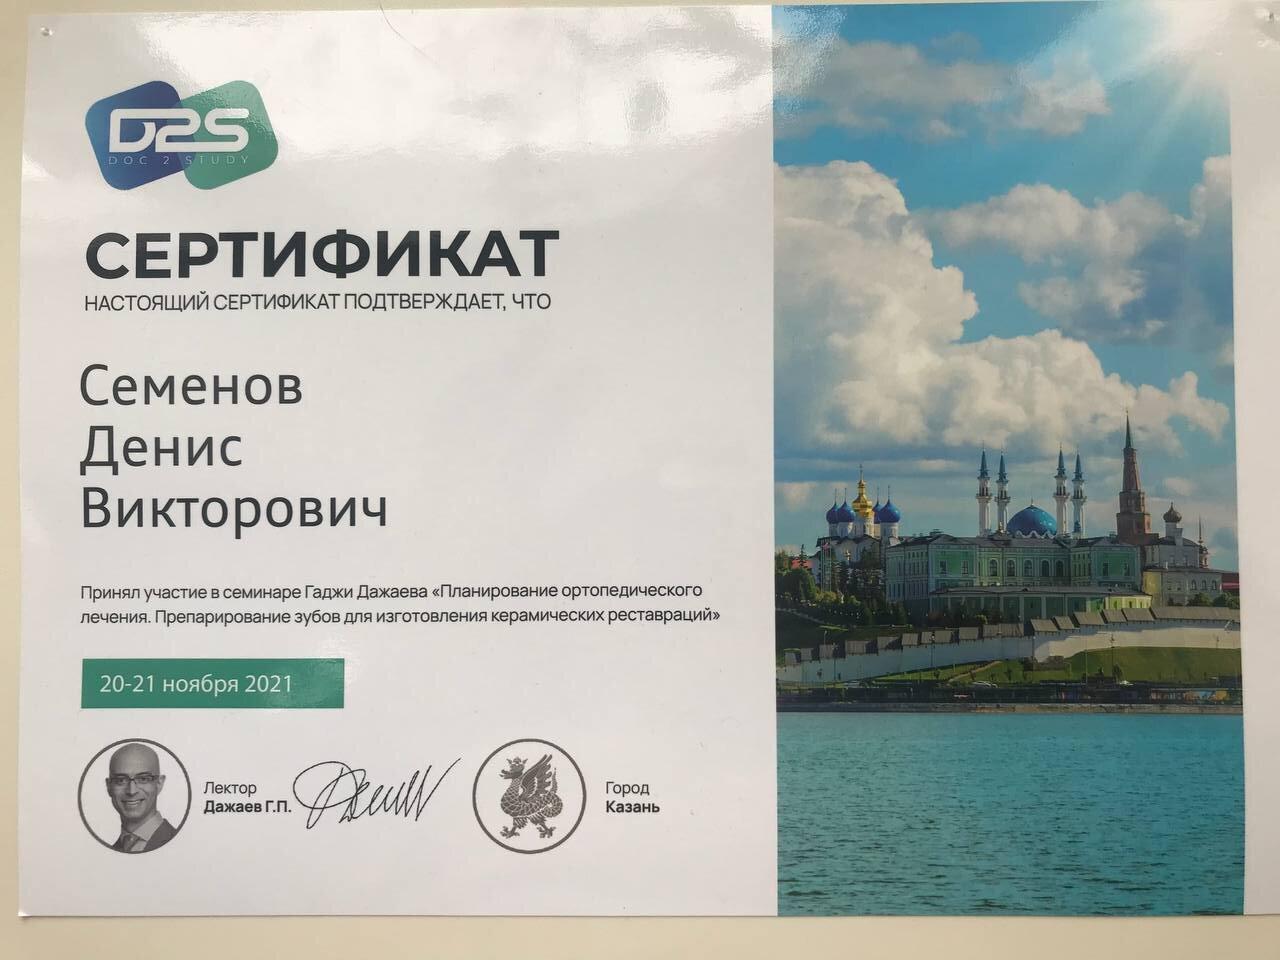 D2S
DOC 2 STUDY
СЕРТИФИКАТ
НАСТОЯЩИЙ СЕРТИФИКАТ ПОДТВЕРЖДАЕТ, ЧТО
Семенов
Денис
Викторович
Принял участие в семинаре Гаджи Дажаева «Планирование ортопедического
лечения. Препарирование зубов для изготовления керамических реставраций»
20-21 ноября 2021
Лектор
Дажаев Г.П.
Город
Казань